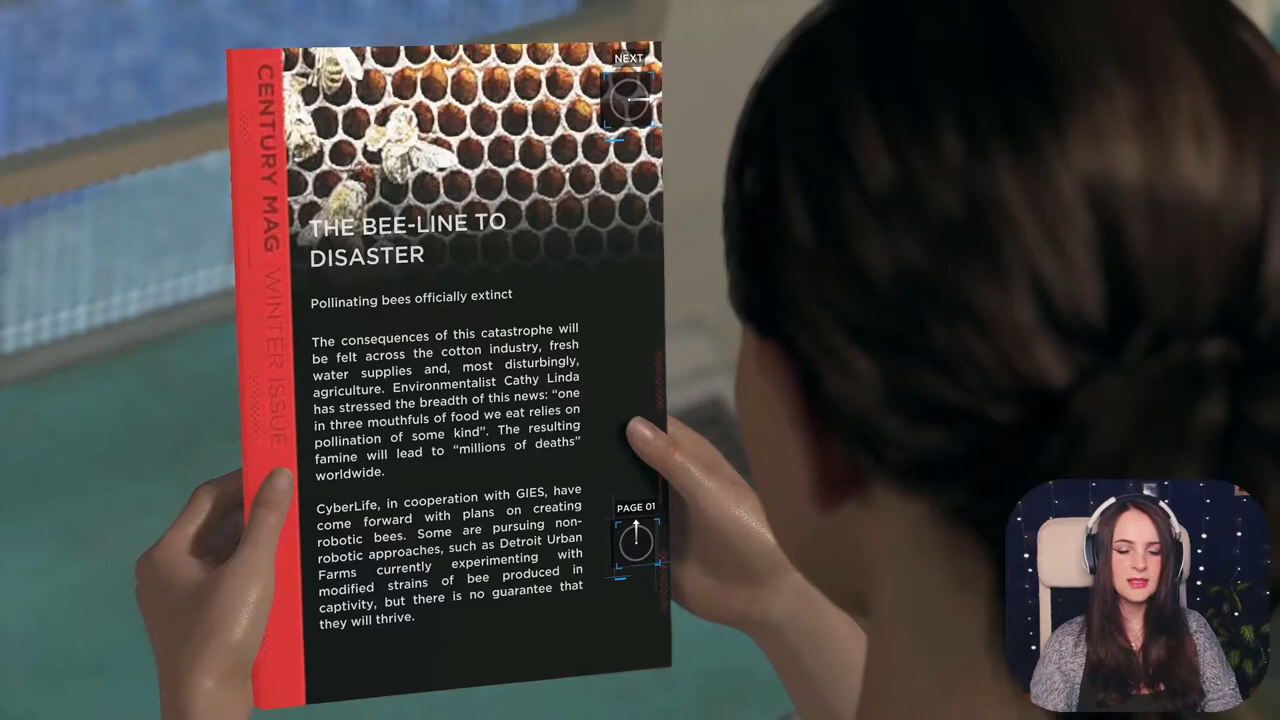 CENTURY MAG WINTER ISSUE
NEXT
THE BEE-LINE TO
DISASTER
Pollinating bees officially extinct
The consequences of this catastrophe will
be felt across the cotton industry, fresh
water supplies and, most disturbingly,
agriculture. Environmentalist Cathy Linda
has stressed the breadth of this news: “one
in three mouthfuls of food we eat relies on
pollination of some kind”. The resulting
famine will lead to “millions of deaths”
worldwide.
CyberLife, in cooperation with GIES, have
come forward with plans on creating
robotic bees. Some are pursuing non-
robotic approaches, such as Detroit Urban
Farms currently experimenting with
modified strains of bee produced in
captivity, but there is no guarantee that
they will thrive.
PAGE 01